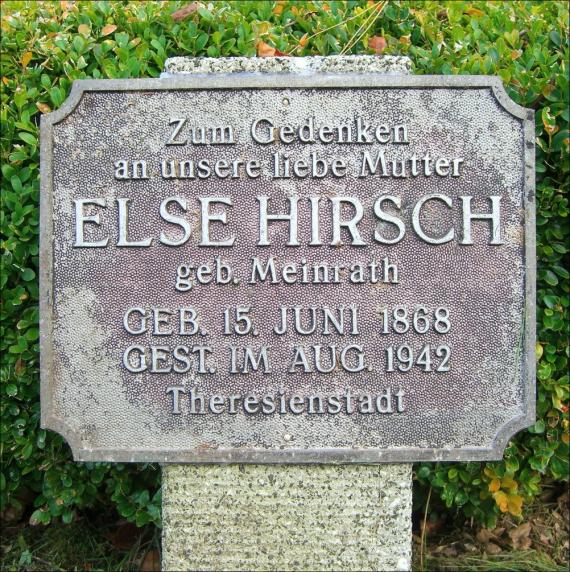 Zum Gedenken
an unsere liebe Mutter
ELSE HIRSCH
geb. Meinrath
GEB. 15. JUNI 1868
GEST. IM AUG. 1942
Theresienstadt